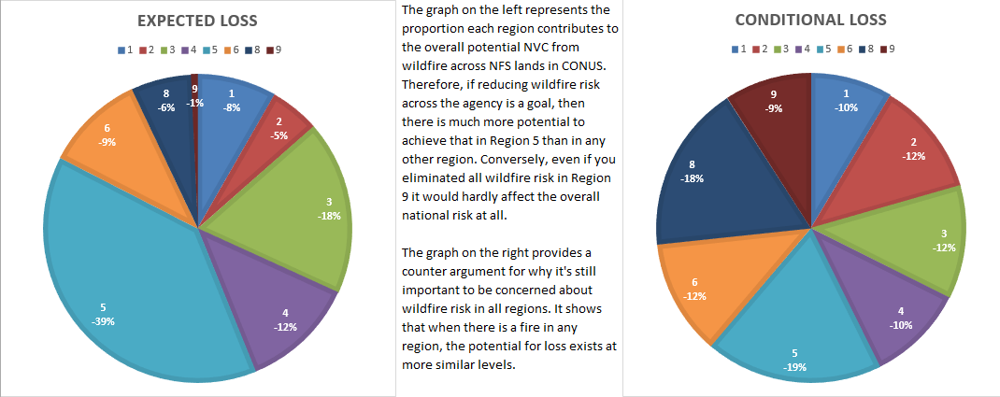 EXPECTED LOSS
1 2 3 4 5 6 8 9
1
-8%
2
-5%
3
-18%
4
-12%
5
-39%
6
-9%
8
-6%
9
-1%
The graph on the left represents the
proportion each region contributes to
the overall potential NVC from
wildfire across NFS lands in CONUS.
Therefore, if reducing wildfire risk
across the agency is a goal, then
there is much more potential to
achieve that in Region 5 than in any
other region. Conversely, even if you
eliminated all wildfire risk in Region
9 it would hardly affect the overall
national risk at all.
The graph on the right provides a
counter argument for why it's still
important to be concerned about
wildfire risk in all regions. It shows
that when there is a fire in any
region, the potential for loss exists at
more similar levels.
CONDITIONAL LOSS
1 2 3 4 5 6 8 9
1
-10%
2
-12%
3
-12%
4
-10%
5
-19%
6
-12%
8
-18%
9
-9%